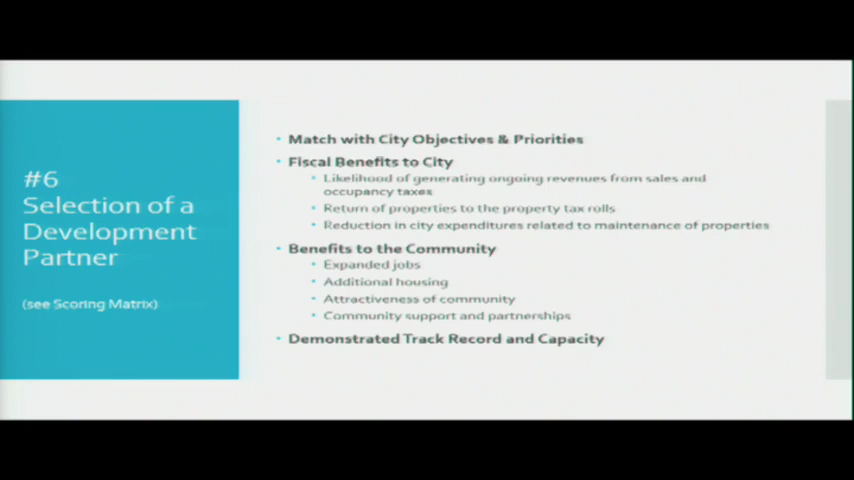 #6
Selection of a
Development
Partner
(see Scoring Matrix)
• Match with City Objectives & Priorities
• Fiscal Benefits to City
• Likelihood of generating ongoing revenues from sales and
occupancy taxes
• Return of properties to the property tax rolls
• Reduction in city expenditures related to maintenance of properties
• Benefits to the Community
• Expanded jobs
• Additional housing
• Attractiveness of community
• Community support and partnerships
• Demonstrated Track Record and Capacity